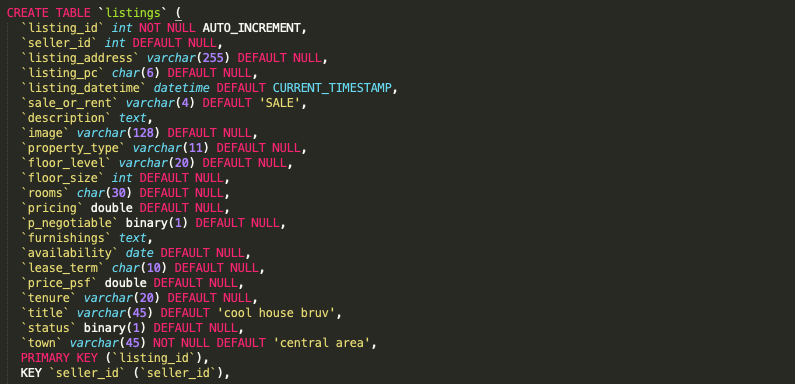 CREATE TABLE `listings` (
`listing_id` int NOT NULL AUTO_INCREMENT,
`seller_id` int DEFAULT NULL,
`listing_address` varchar(255) DEFAULT NULL,
`listing_pc` char(6) DEFAULT NULL,
`listing_datetime` datetime DEFAULT CURRENT_TIMESTAMP,
`sale_or_rent` varchar(4) DEFAULT 'SALE',
`description` text,
`image` varchar(128) DEFAULT NULL,
`property_type` varchar(11) DEFAULT NULL,
`floor_level` varchar(20) DEFAULT NULL,
`floor_size` int DEFAULT NULL,
`rooms` char(30) DEFAULT NULL,
`pricing` double DEFAULT NULL,
`p_negotiable` binary(1) DEFAULT NULL,
`furnishings` text,
`availability` date DEFAULT NULL,
`lease_term` char(10) DEFAULT NULL,
`price_psf` double DEFAULT NULL,
`tenure` varchar(20) DEFAULT NULL,
`title` varchar(45) DEFAULT 'cool house bruv',
`status` binary(1) DEFAULT NULL,
`town` varchar(45) NOT NULL DEFAULT 'central area',
PRIMARY KEY (`listing_id`),
KEY `seller_id` (`seller_id`),